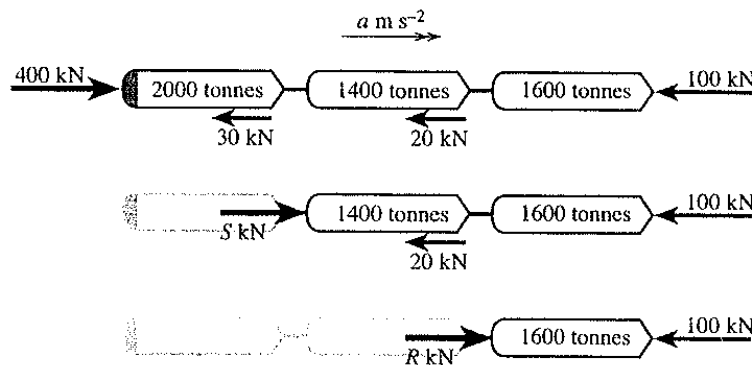 a m s⁻²
400 kN
2000 tonnes 1400 tonnes 1600 tonnes
100 kN
30 kN 20 kN
1400 tonnes 1600 tonnes
100 kN
S kN
20 kN
1600 tonnes
100 kN
R kN